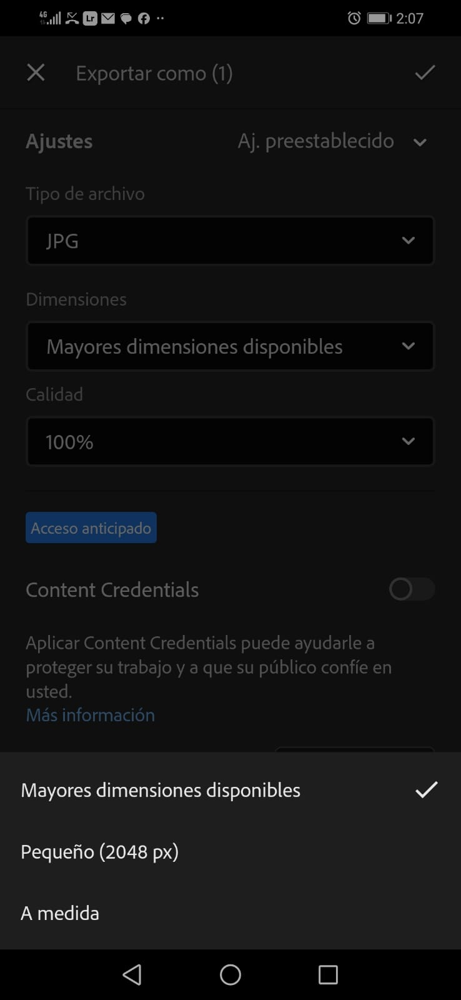 4G Lr 2:07
Exportar como (1)
Ajustes Aj. preestablecido
Tipo de archivo
JPG
Dimensiones
Mayores dimensiones disponibles
Calidad
100%
Acceso anticipado
Content Credentials
Aplicar Content Credentials puede ayudarle a
proteger su trabajo y a que su público confíe en
usted.
Más información
Mayores dimensiones disponibles
Pequeño (2048 px)
A medida